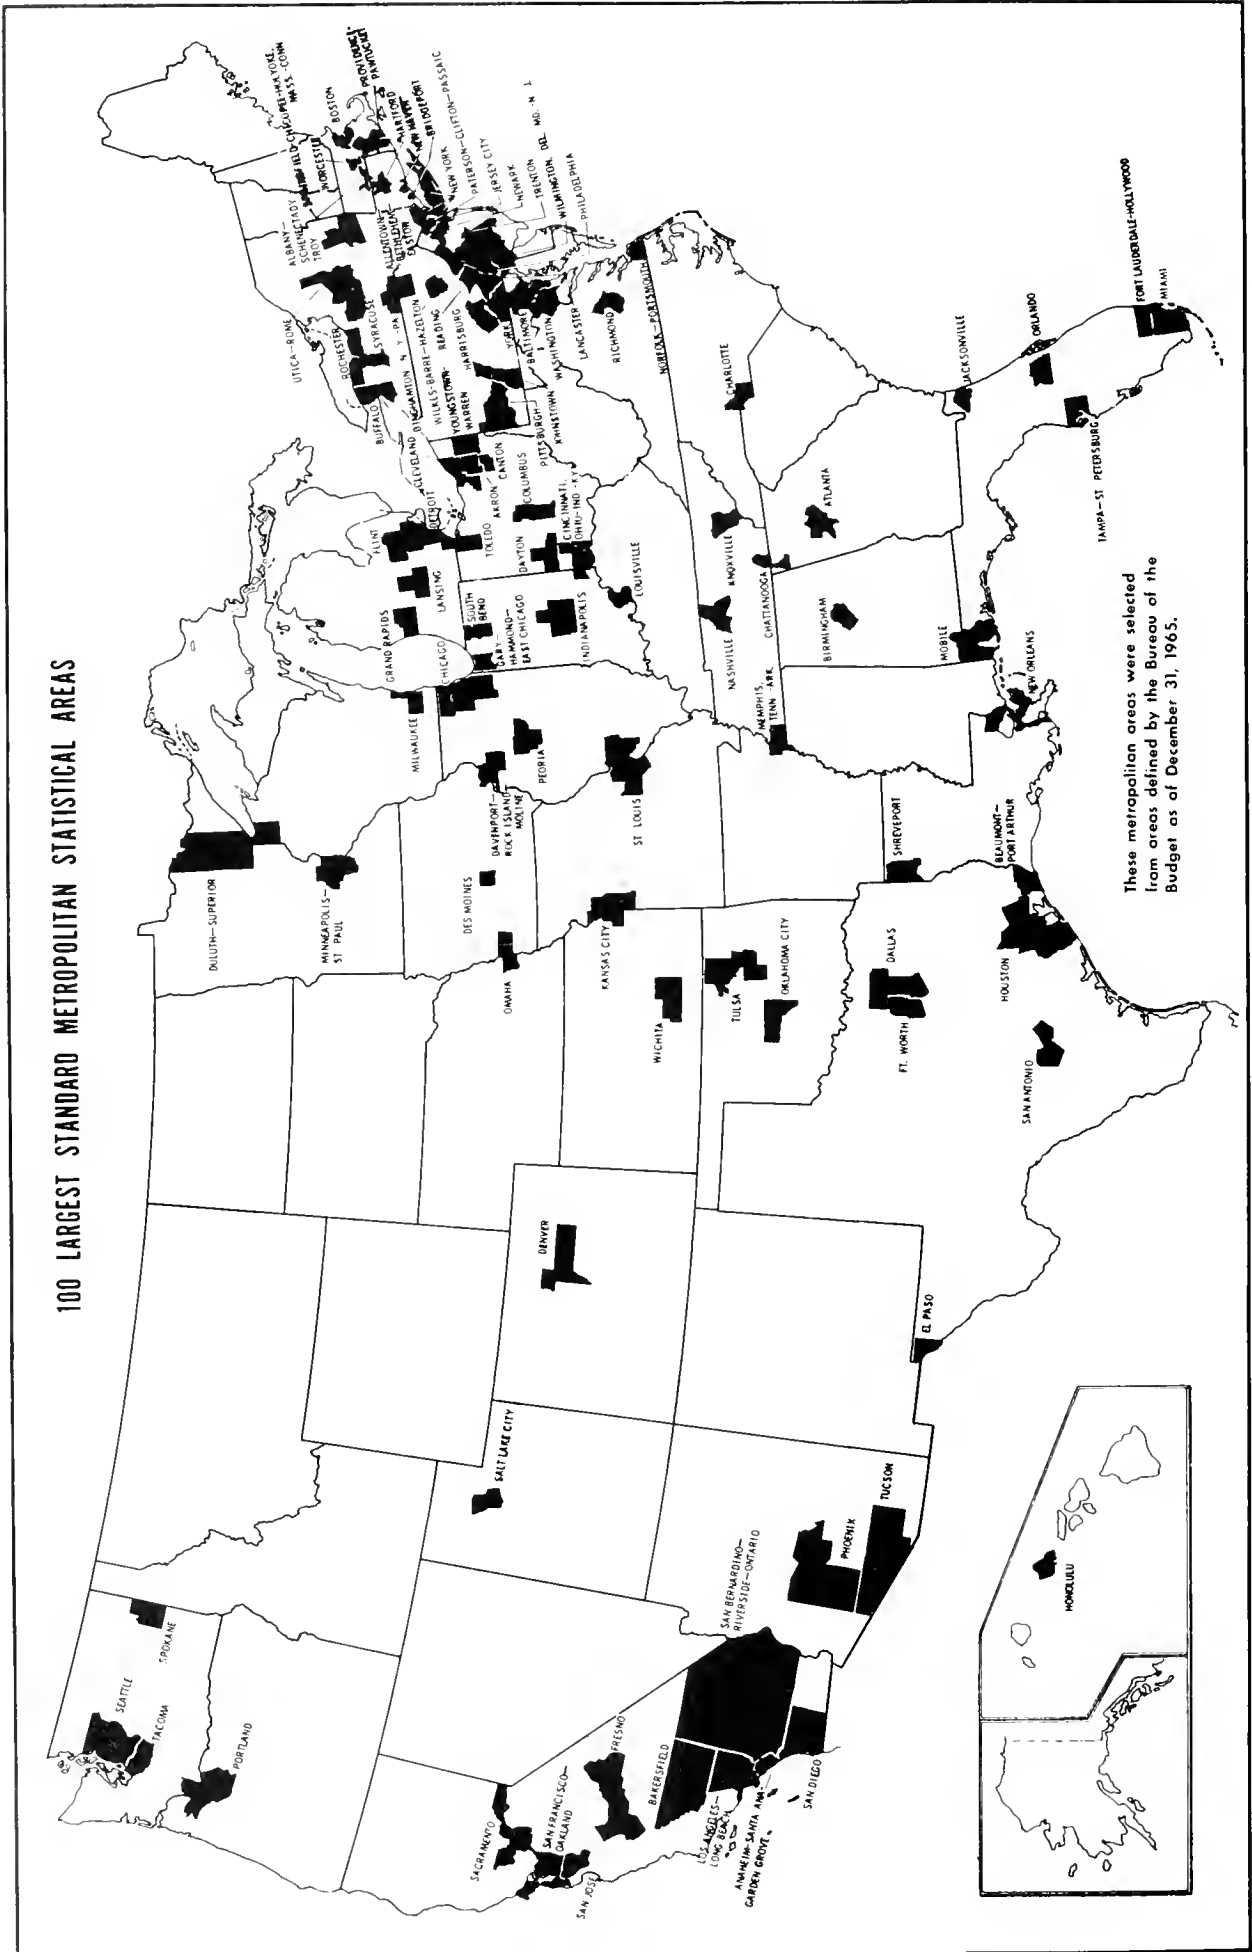 100 LARGEST STANDARD METROPOLITAN STATISTICAL AREAS
SEATTLE
TACOMA
SPOKANE
PORTLAND
SACRAMENTO
SAN FRANCISCO—
OAKLAND
SAN JOSE
FRESNO
BAKERSFIELD
LOS ANGELES—
LONG BEACH
ANAHEIM-SANTA ANA-
GARDEN GROVE
SAN DIEGO
SAN BERNARDINO—
RIVERSIDE—ONTARIO
PHOENIX
TUCSON
SALT LAKE CITY
DENVER
EL PASO
DULUTH—SUPERIOR
MINNEAPOLIS—
ST PAUL
DES MOINES
OMAHA
DAVENPORT—
ROCK ISLAND—
MOLINE
KANSAS CITY
WICHITA
TULSA
OKLAHOMA CITY
DALLAS
FT. WORTH
SAN ANTONIO
HOUSTON
BEAUMONT—
PORT ARTHUR
SHREVEPORT
NEW ORLEANS
ST LOUIS
PEORIA
MILWAUKEE
CHICAGO
GARY—
HAMMOND—
EAST CHICAGO
SOUTH
BEND
GRAND RAPIDS
LANSING
FLINT
DETROIT
TOLEDO
INDIANAPOLIS
DAYTON
CINCINNATI,
OHIO-IND-KY
COLUMBUS
AKRON
CANTON
CLEVELAND
YOUNGSTOWN-
WARREN
PITTSBURGH
JOHNSTOWN
LOUISVILLE
NASHVILLE
KNOXVILLE
CHATTANOOGA
MEMPHIS,
TENN-ARK
BIRMINGHAM
MOBILE
ATLANTA
CHARLOTTE
JACKSONVILLE
ORLANDO
TAMPA—ST PETERSBURG
FORT LAUDERDALE-HOLLYWOOD
MIAMI
NORFOLK—PORTSMOUTH
RICHMOND
LANCASTER
WASHINGTON
BALTIMORE
YORK
HARRISBURG
READING
WILKES-BARRE—HAZELTON
BINGHAMTON N Y-PA
BUFFALO
ROCHESTER
SYRACUSE
UTICA—ROME
ALBANY—
SCHENECTADY
TROY
ALLENTOWN-
BETHLEHEM-
EASTON
WORCESTER
MASS.-CONN
BOSTON
PROVIDENCE-
PAWTUCKET
HARTFORD
NEW HAVEN
BRIDGEPORT
NEW YORK
PATERSON—CLIFTON—PASSAIC
JERSEY CITY
NEWARK
TRENTON
WILMINGTON, DEL MD.-N J
PHILADELPHIA
HONOLULU
These metropolitan areas were selected
from areas defined by the Bureau of the
Budget as of December 31, 1965.